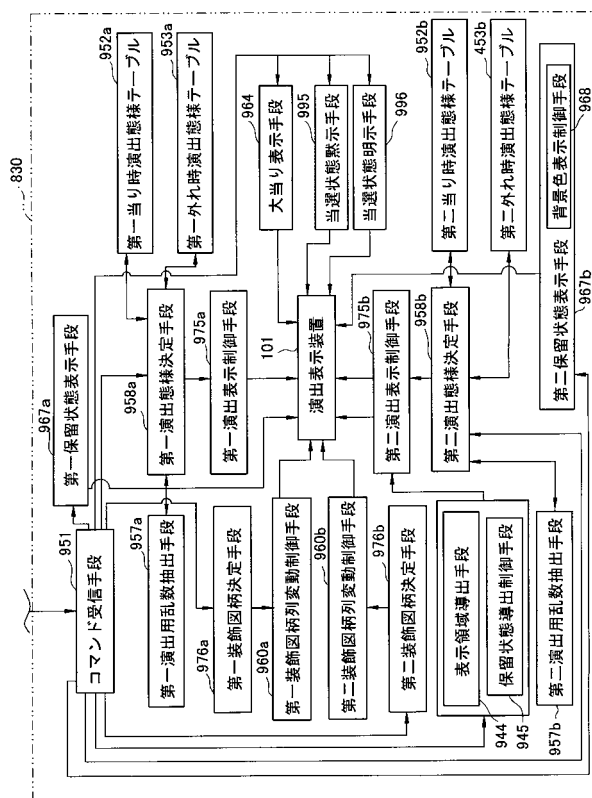 830
951
コマンド受信手段
967a
第一保留状態表示手段
952a
第一当り時演出態様テーブル
953a
第一外れ時演出態様テーブル
957a
第一演出用乱数抽出手段
958a
第一演出態様決定手段
975a
第一演出表示制御手段
964
大当り表示手段
995
当選状態黙示手段
996
当選状態明示手段
976a
第一装飾図柄決定手段
960a
第一装飾図柄列変動制御手段
101
演出表示装置
960b
第二装飾図柄列変動制御手段
976b
第二装飾図柄決定手段
975b
第二演出表示制御手段
958b
第二演出態様決定手段
952b
第二当り時演出態様テーブル
453b
第二外れ時演出態様テーブル
表示領域導出手段
944
保留状態導出制御手段
945
957b
第二演出用乱数抽出手段
967b
第二保留状態表示手段
背景色表示制御手段
968